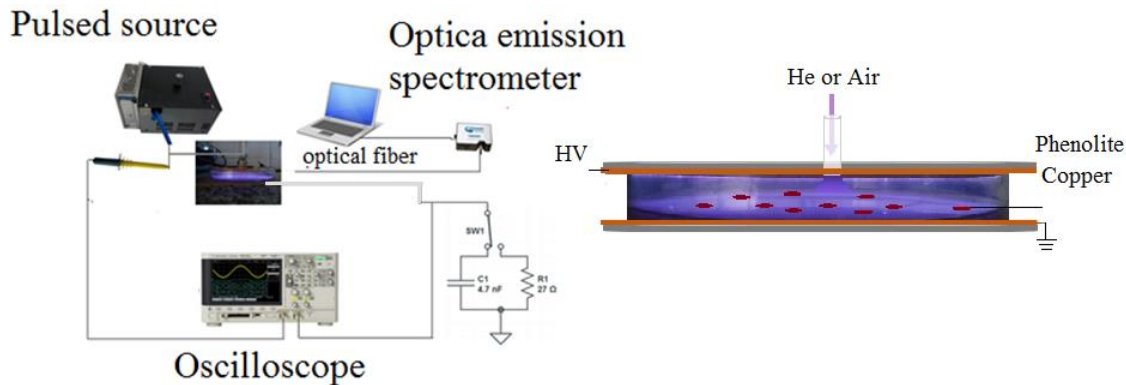 Pulsed source
Optica emission
spectrometer
optical fiber
SW1
C1
4.7 nF
R1
27 Ω
Oscilloscope
He or Air
HV
Phenolite
Copper